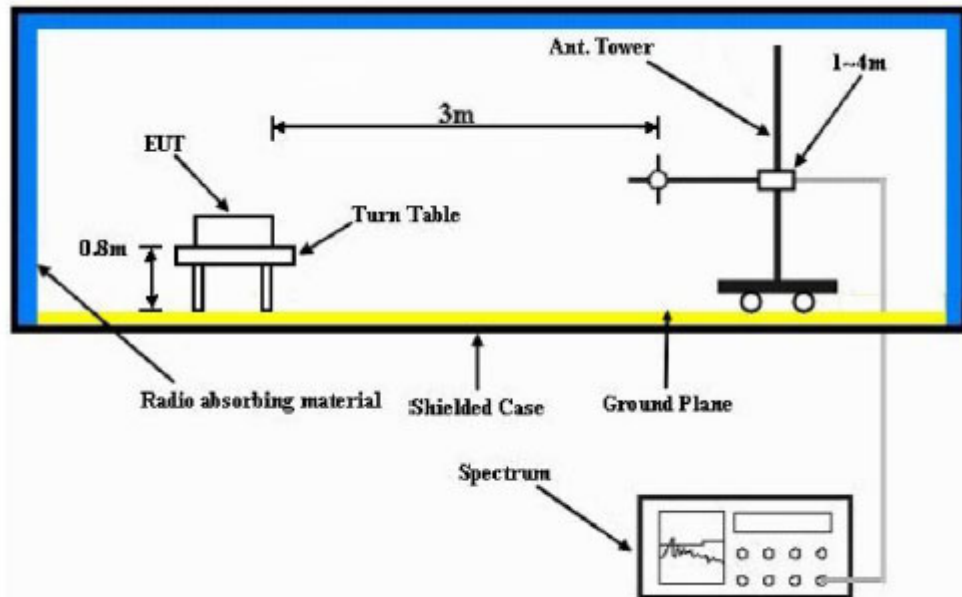 Ant. Tower
1~4m
3m
EUT
Turn Table
0.8m
Radio absorbing material
Shielded Case
Ground Plane
Spectrum